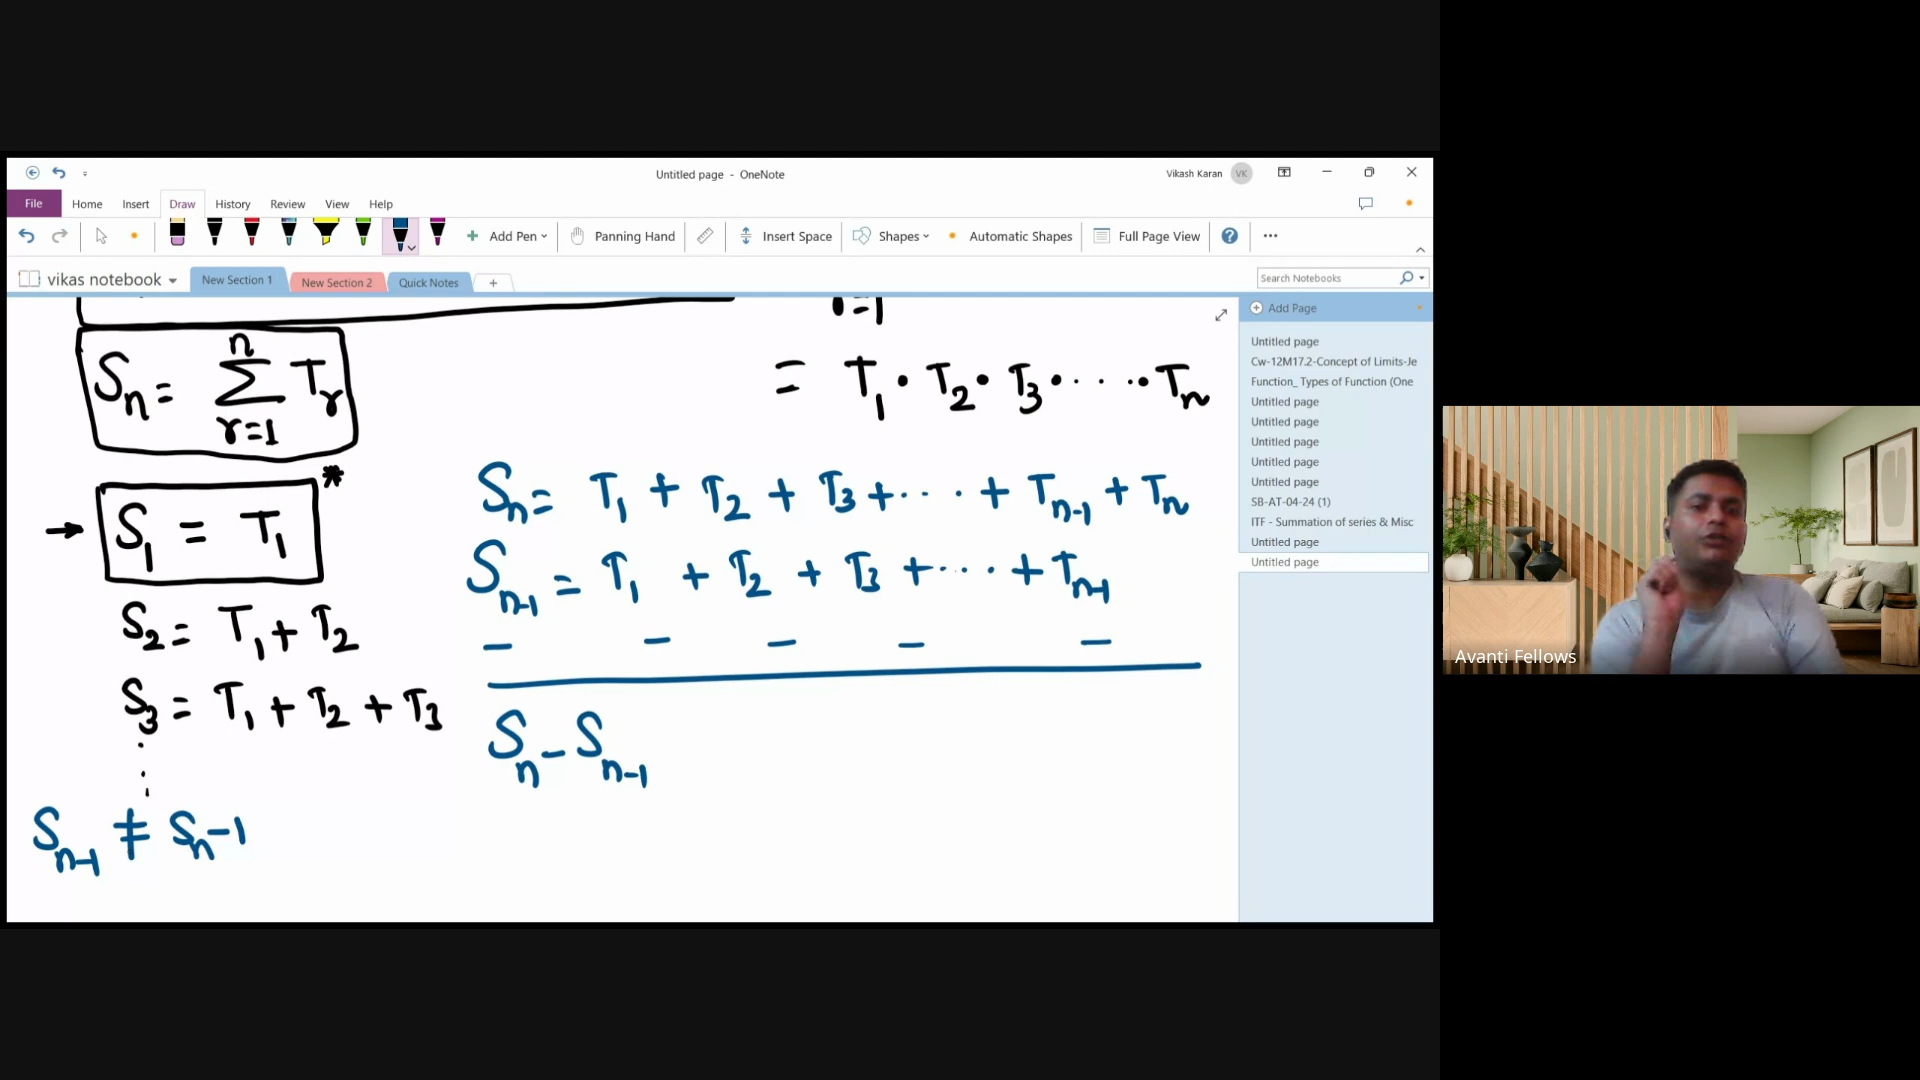 Untitled page - OneNote
Vikash Karan VK
File Home Insert Draw History Review View Help
Add Pen Panning Hand Insert Space Shapes Automatic Shapes Full Page View
vikas notebook New Section 1 New Section 2 Quick Notes
Search Notebooks
Add Page
Untitled page
Cw-12M17.2-Concept of Limits-Je
Function_ Types of Function (One
Untitled page
Untitled page
Untitled page
Untitled page
Untitled page
SB-AT-04-24 (1)
ITF - Summation of series & Misc
Untitled page
Untitled page
Sₙ = ∑ₓ₌₁ⁿ Tᵣ
= T₁ · T₂ · T₃ · · · · · Tₙ
* S₁ = T₁
S₂ = T₁ + T₂
S₃ = T₁ + T₂ + T₃
Sₙ₋₁ ≠ Sₙ-1
Sₙ = T₁ + T₂ + T₃ + · · · + Tₙ₋₁ + Tₙ
Sₙ₋₁ = T₁ + T₂ + T₃ + · · · + Tₙ₋₁
- - - - -
Sₙ - Sₙ₋₁
Avanti Fellows